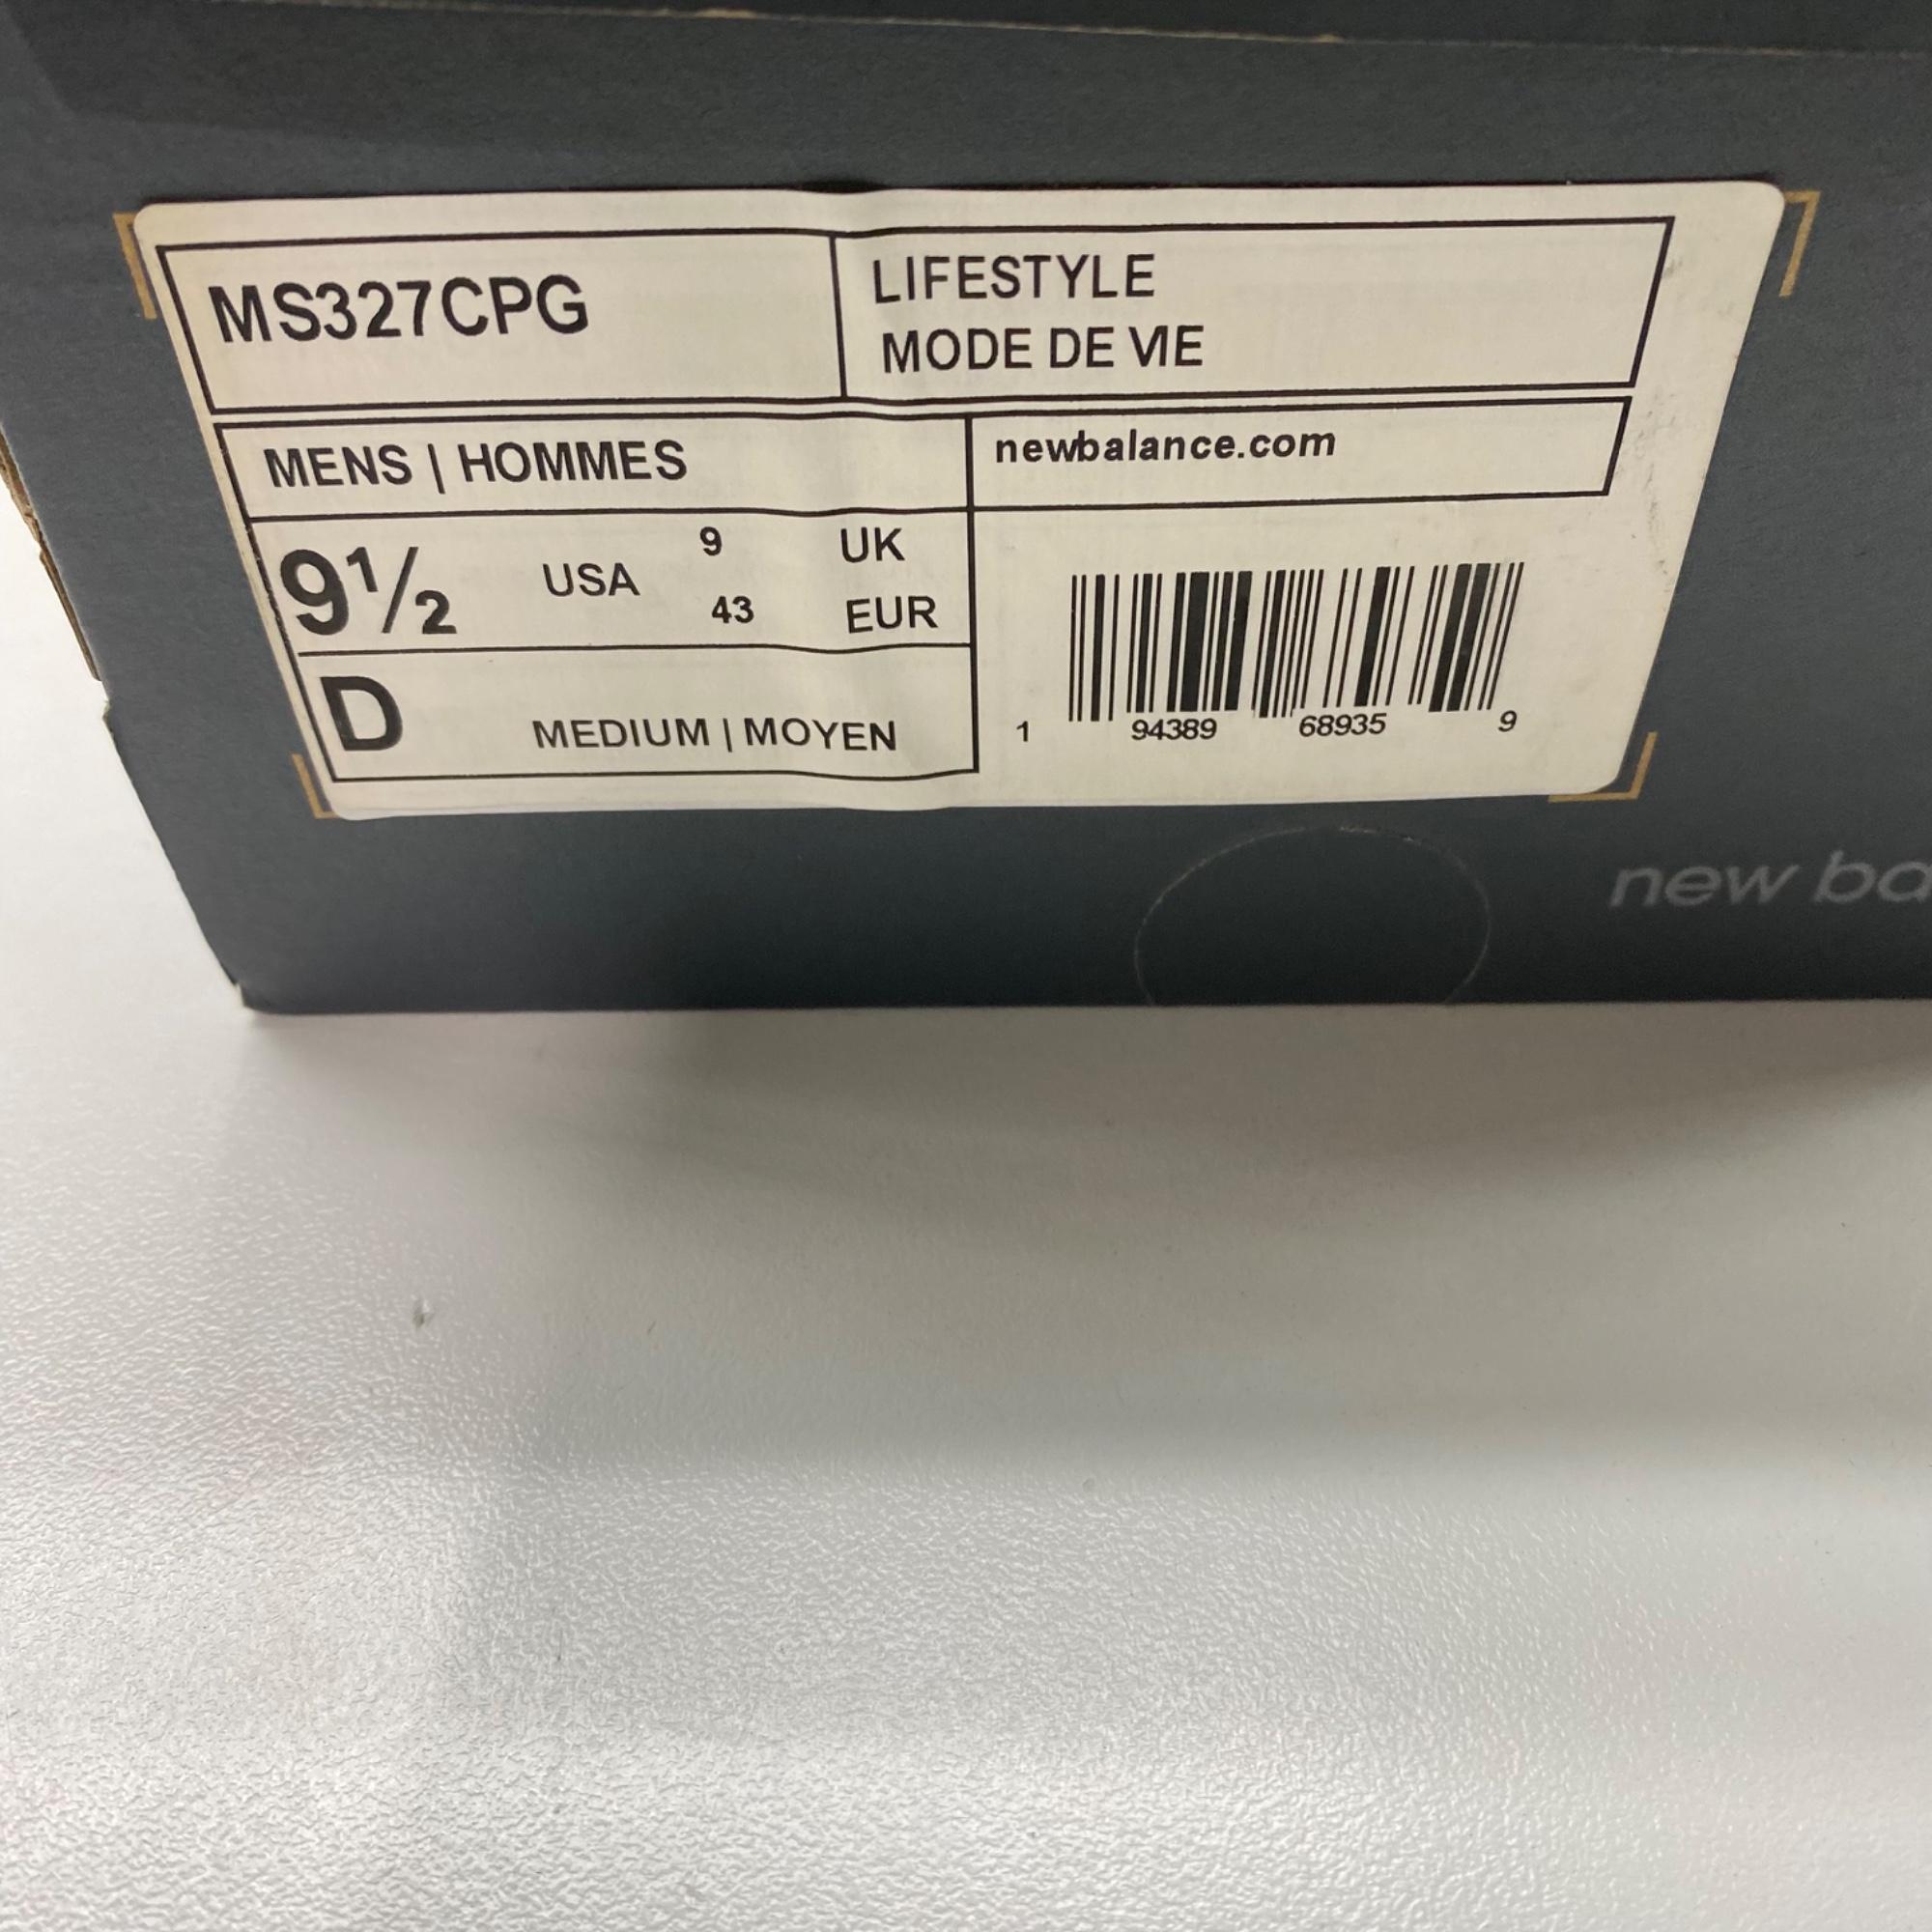 MS327CPG
LIFESTYLE
MODE DE VIE
MENS | HOMMES
newbalance.com
9½ USA 9 UK
43 EUR
D MEDIUM | MOYEN
1 94389 68935 9
new ba